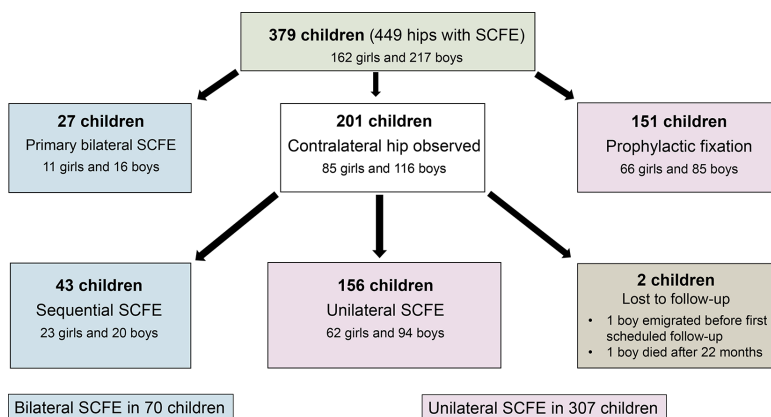 379 children (449 hips with SCFE)
162 girls and 217 boys
27 children
Primary bilateral SCFE
11 girls and 16 boys
201 children
Contralateral hip observed
85 girls and 116 boys
151 children
Prophylactic fixation
66 girls and 85 boys
43 children
Sequential SCFE
23 girls and 20 boys
156 children
Unilateral SCFE
62 girls and 94 boys
2 children
Lost to follow-up
• 1 boy emigrated before first
scheduled follow-up
• 1 boy died after 22 months
Bilateral SCFE in 70 children
Unilateral SCFE in 307 children